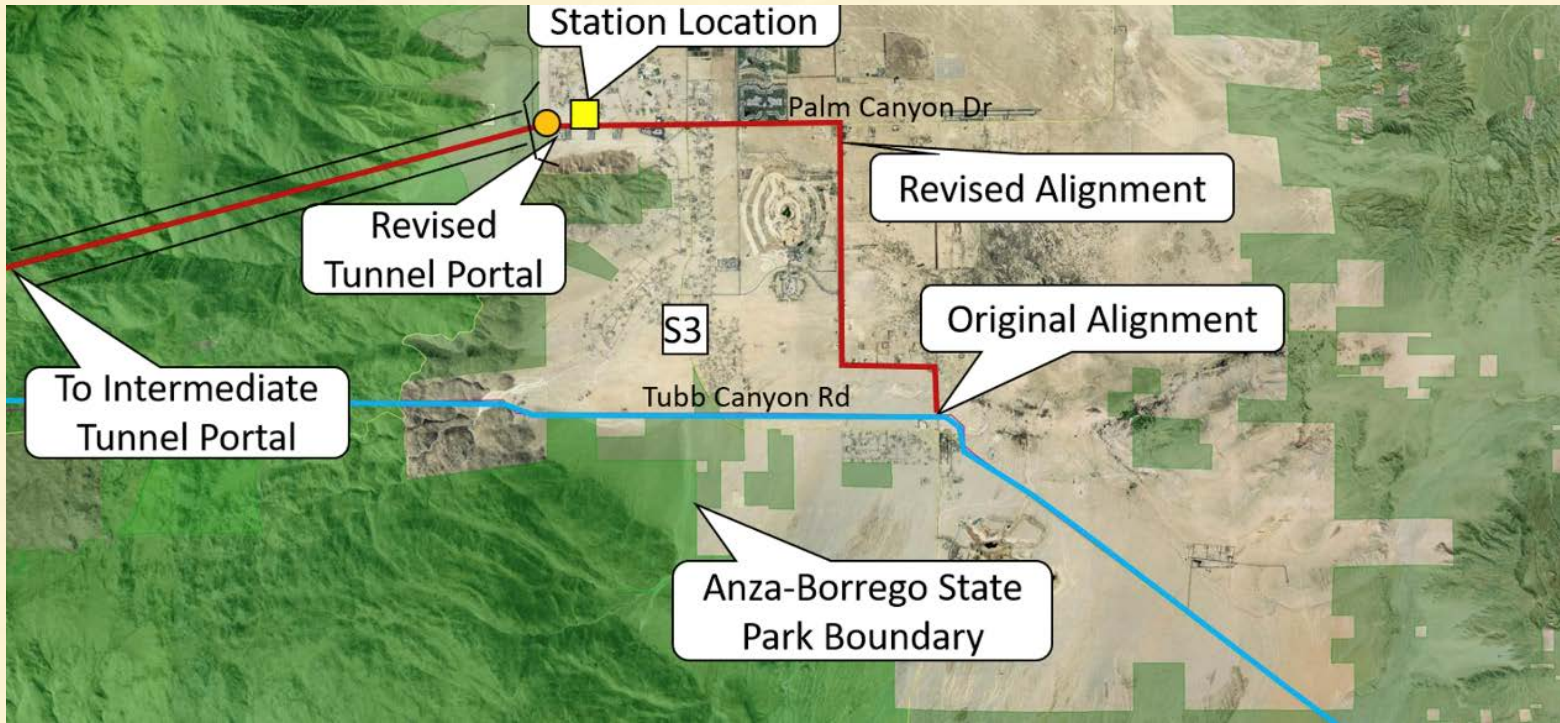 Station Location
Palm Canyon Dr
Revised Alignment
Revised
Tunnel Portal
Original Alignment
S3
To Intermediate
Tunnel Portal
Tubb Canyon Rd
Anza-Borrego State
Park Boundary